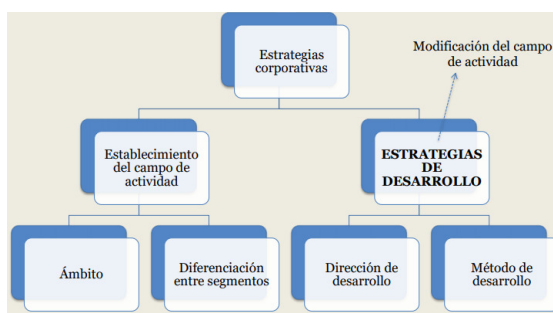 Estrategias
corporativas
Modificación del campo
de actividad
Establecimiento
del campo de
actividad
ESTRATEGIAS
DE
DESARROLLO
Ámbito
Diferenciación
entre segmentos
Dirección de
desarrollo
Método de
desarrollo